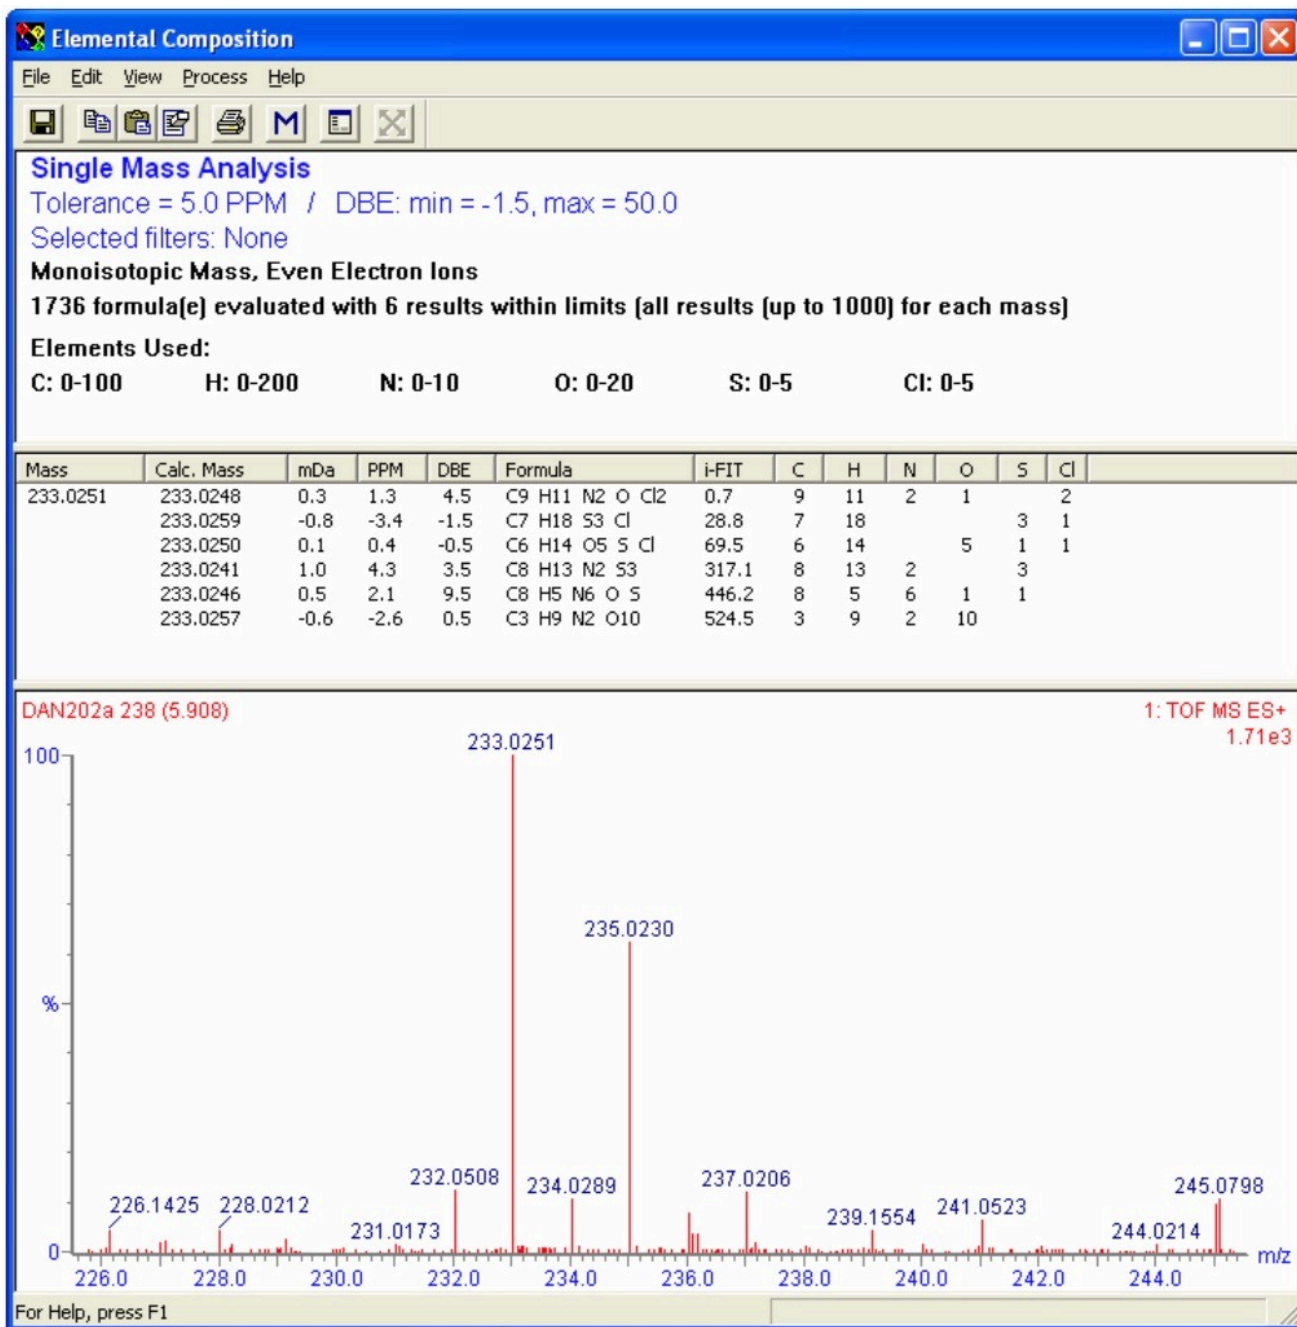 Elemental Composition
File Edit View Process Help
M
Single Mass Analysis
Tolerance = 5.0 PPM / DBE: min = -1.5, max = 50.0
Selected filters: None
Monoisotopic Mass, Even Electron Ions
1736 formula(e) evaluated with 6 results within limits (all results (up to 1000) for each mass)
Elements Used:
C: 0-100 H: 0-200 N: 0-10 O: 0-20 S: 0-5 Cl: 0-5
Mass Calc. Mass mDa PPM DBE Formula i-FIT C H N O S Cl
233.0251 233.0248 0.3 1.3 4.5 C9 H11 N2 O Cl2 0.7 9 11 2 1 2
233.0259 -0.8 -3.4 -1.5 C7 H18 S3 Cl 28.8 7 18 3 1
233.0250 0.1 0.4 -0.5 C6 H14 O5 S Cl 69.5 6 14 5 1 1
233.0241 1.0 4.3 3.5 C8 H13 N2 S3 317.1 8 13 2 3
233.0246 0.5 2.1 9.5 C8 H5 N6 O S 446.2 8 5 6 1 1
233.0257 -0.6 -2.6 0.5 C3 H9 N2 O10 524.5 3 9 2 10
DAN202a 238 (5.908) 1: TOF MS ES+
1.71e3
233.0251
100
235.0230
%
232.0508 234.0289 237.0206 245.0798
226.1425 228.0212 239.1554 241.0523
231.0173 244.0214
0 m/z
226.0 228.0 230.0 232.0 234.0 236.0 238.0 240.0 242.0 244.0
For Help, press F1